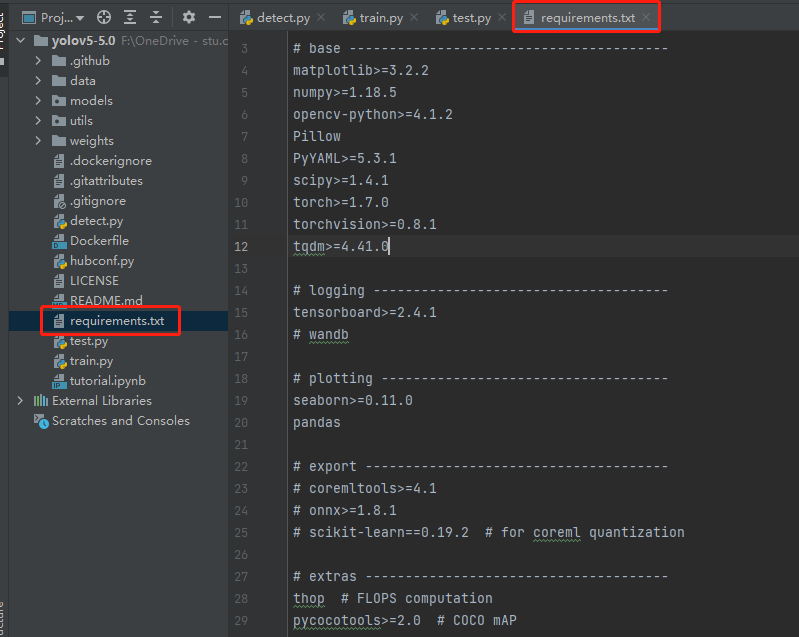 Project
Proj...
detect.py
train.py
test.py
requirements.txt
yolov5-5.0 F:\OneDrive - stu.c
.github
data
models
utils
weights
.dockerignore
.gitattributes
.gitignore
detect.py
Dockerfile
hubconf.py
LICENSE
README.md
requirements.txt
test.py
train.py
tutorial.ipynb
External Libraries
Scratches and Consoles
3 # base ----------------------------------------
4 matplotlib>=3.2.2
5 numpy>=1.18.5
6 opencv-python>=4.1.2
7 Pillow
8 PyYAML>=5.3.1
9 scipy>=1.4.1
10 torch>=1.7.0
11 torchvision>=0.8.1
12 tqdm>=4.41.0
13
14 # logging -------------------------------------
15 tensorboard>=2.4.1
16 # wandb
17
18 # plotting ------------------------------------
19 seaborn>=0.11.0
20 pandas
21
22 # export --------------------------------------
23 # coremltools>=4.1
24 # onnx>=1.8.1
25 # scikit-learn==0.19.2  # for coreml quantization
26
27 # extras --------------------------------------
28 thop  # FLOPS computation
29 pycocotools>=2.0  # COCO mAP